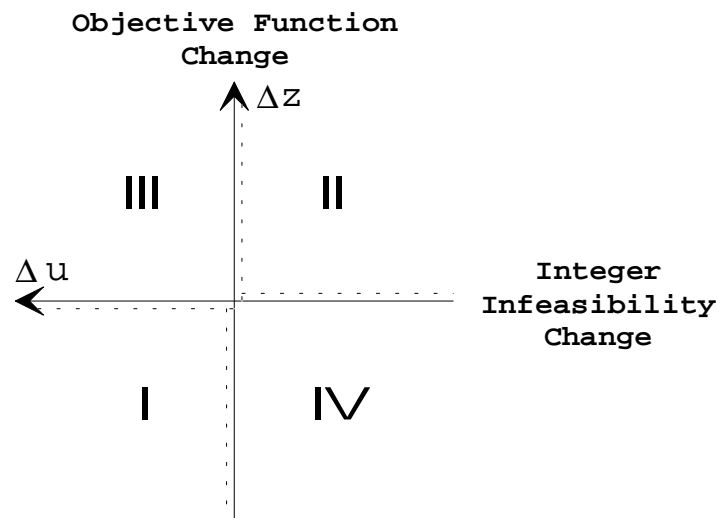 Objective Function
Change
Δz
III
II
Δu
Integer
Infeasibility
Change
I
IV